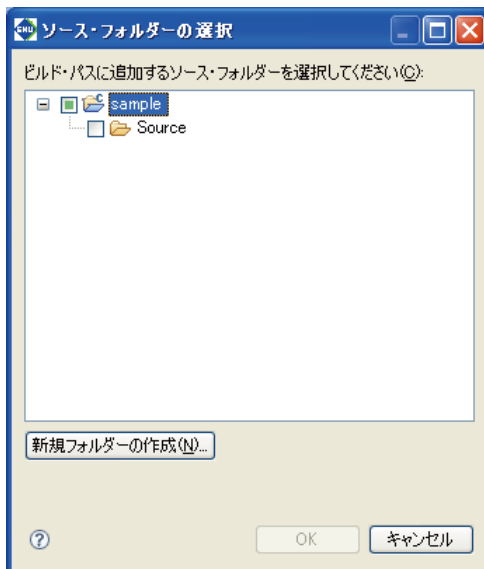 ソース・フォルダーの選択
ビルド・パスに追加するソース・フォルダーを選択してください(C):
sample
Source
新規フォルダーの作成(N)...
OK
キャンセル